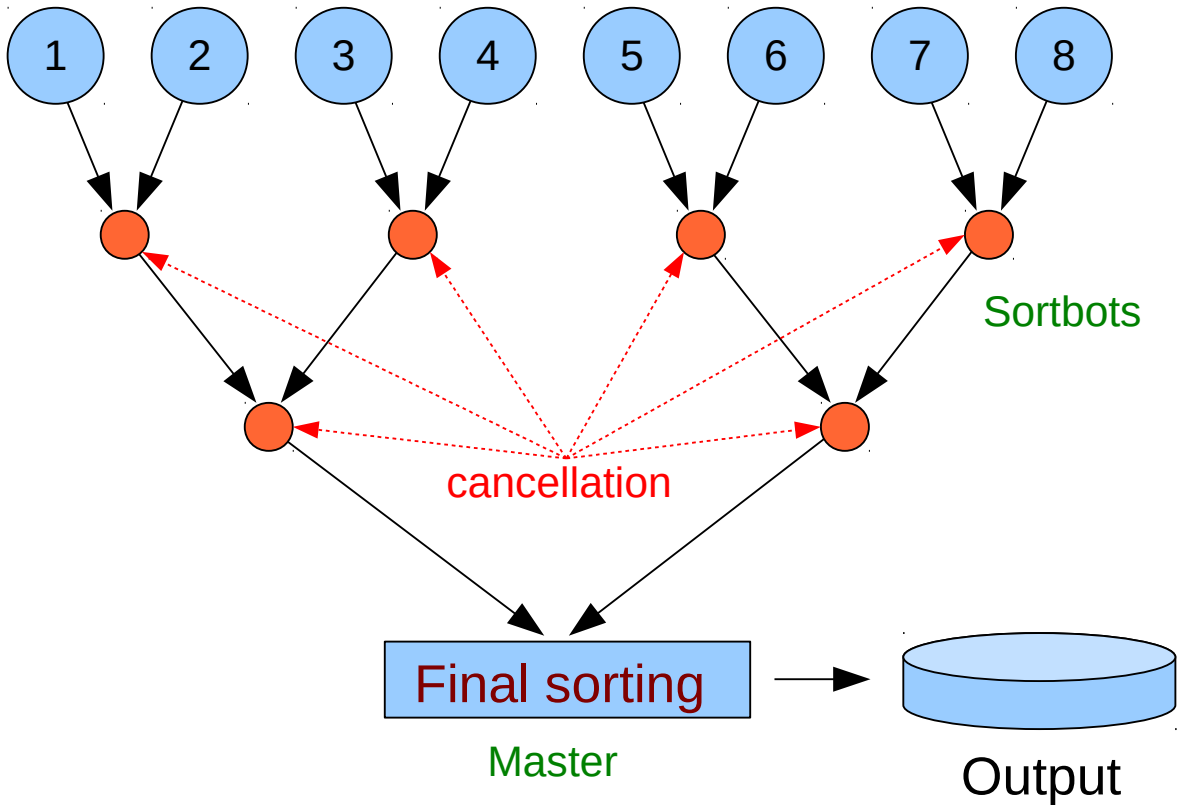 1 2 3 4 5 6 7 8
Sortbots
cancellation
Final sorting
Master
Output